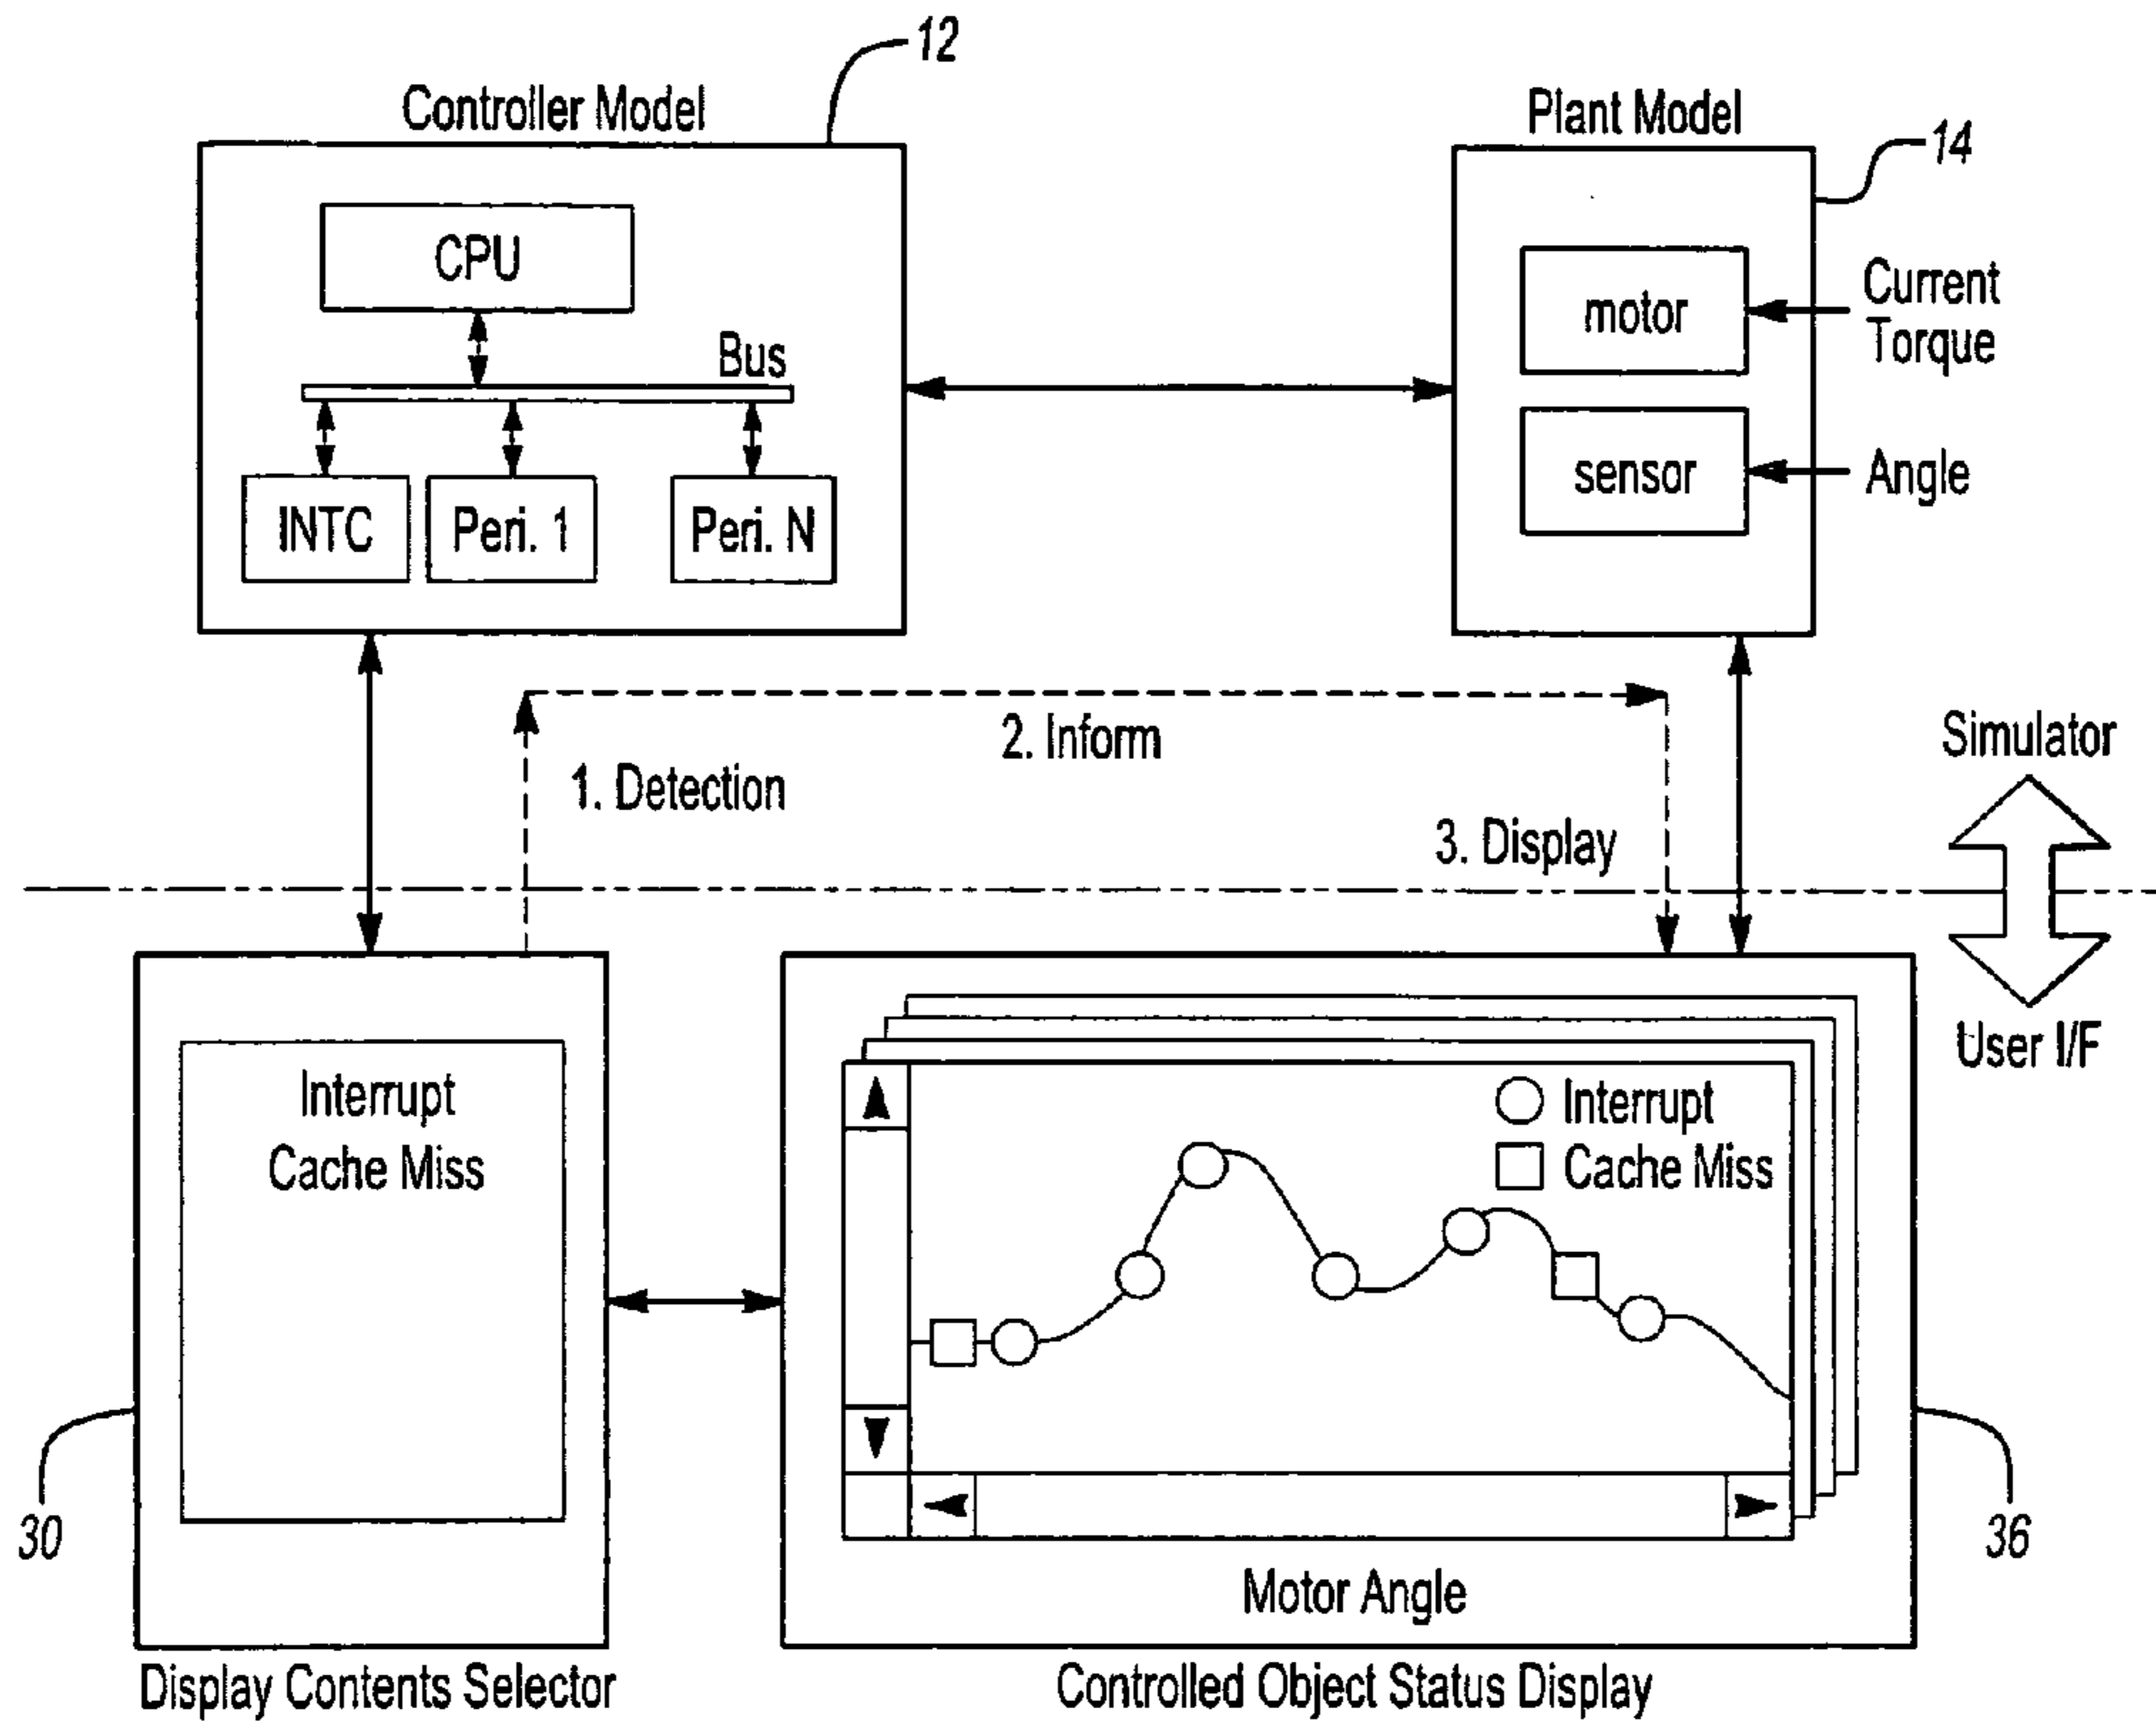 12
Controller Model
Plant Model
14
CPU
Bus
INTC
Peri. 1
Peri. N
motor
Current
Torque
sensor
Angle
2. Inform
1. Detection
3. Display
Simulator
User I/F
Interrupt
Cache Miss
Interrupt
Cache Miss
30
36
Motor Angle
Display Contents Selector
Controlled Object Status Display